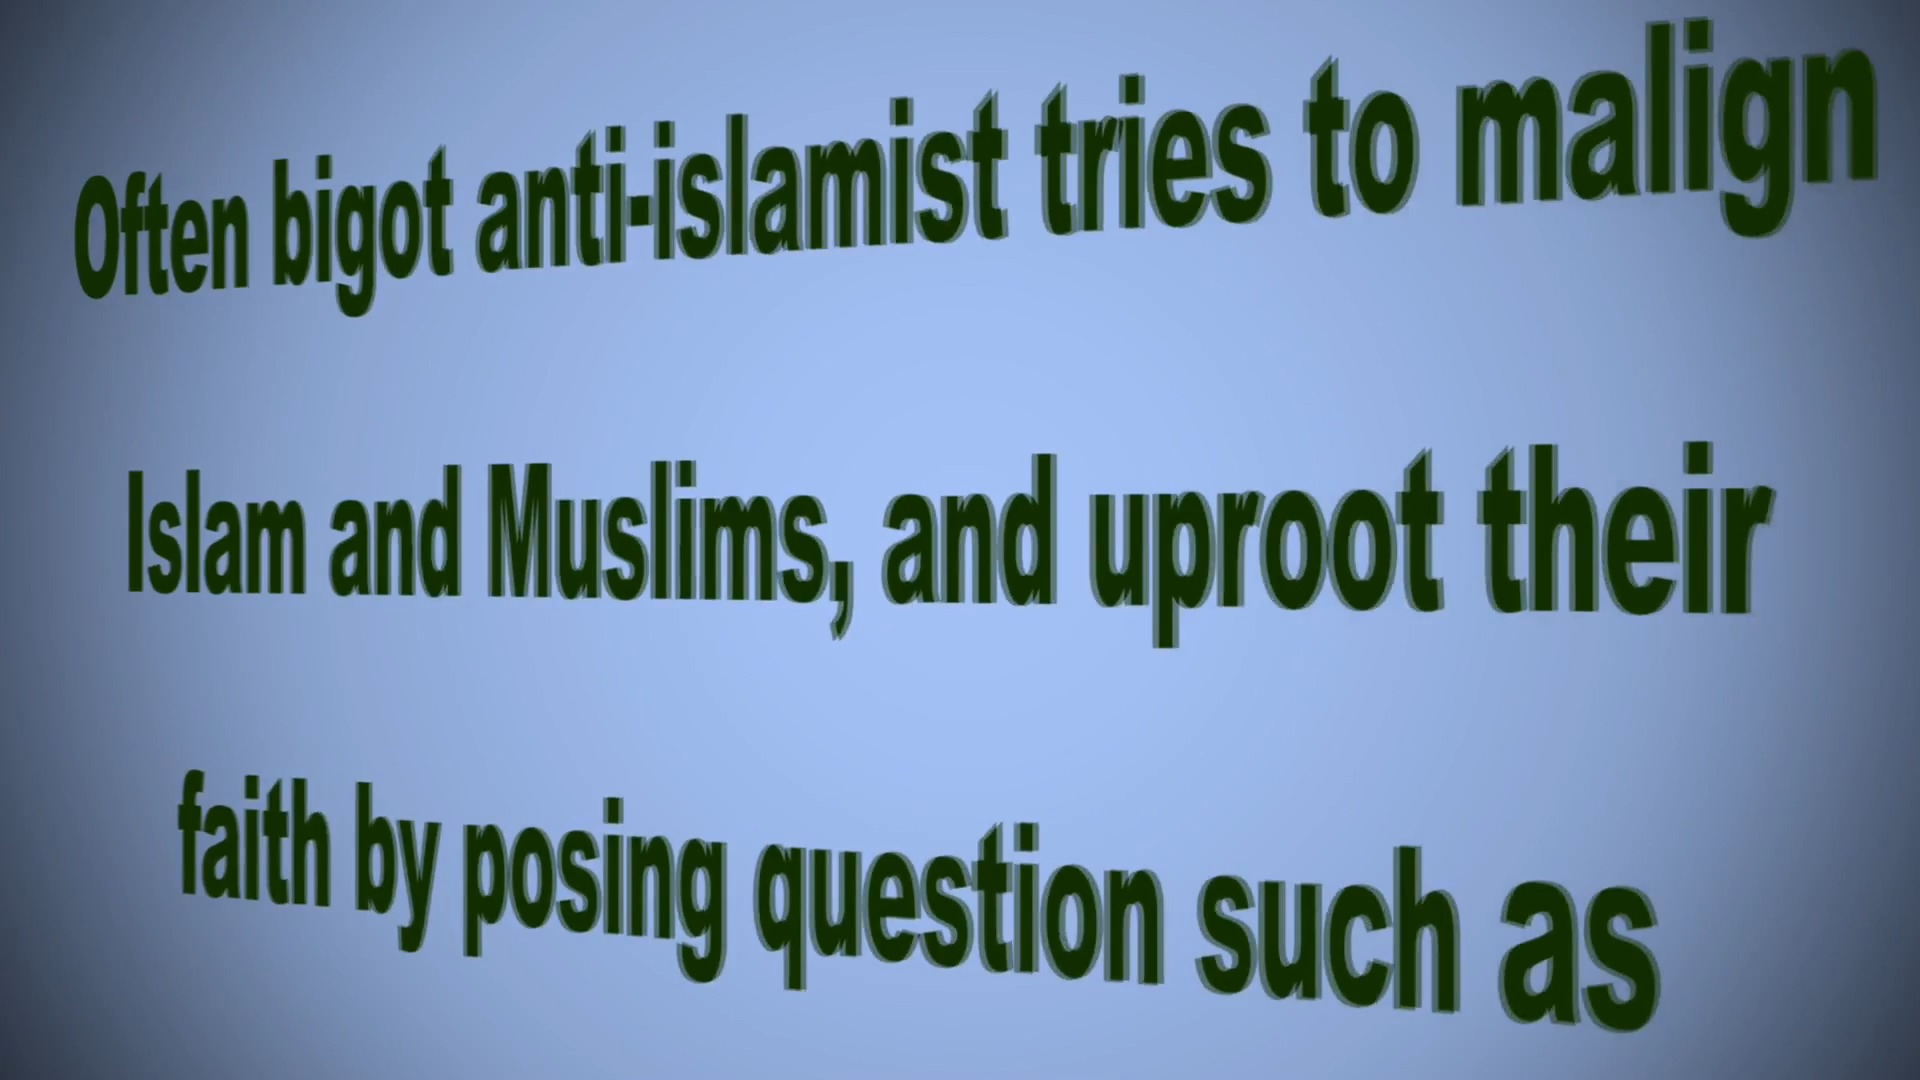 Often bigot anti-islamist tries to malign
Islam and Muslims, and uproot their
faith by posing question such as